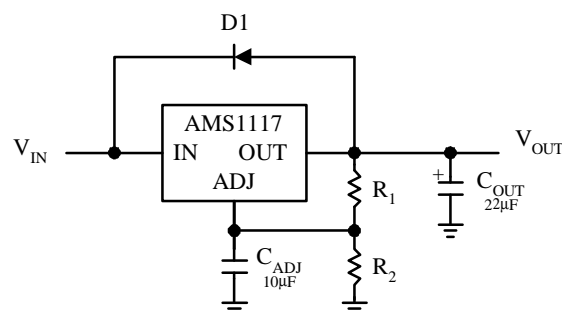 D1
AMS1117
V_IN
IN OUT
ADJ
V_OUT
R_1
+
C_OUT
22μF
C_ADJ
10μF
R_2